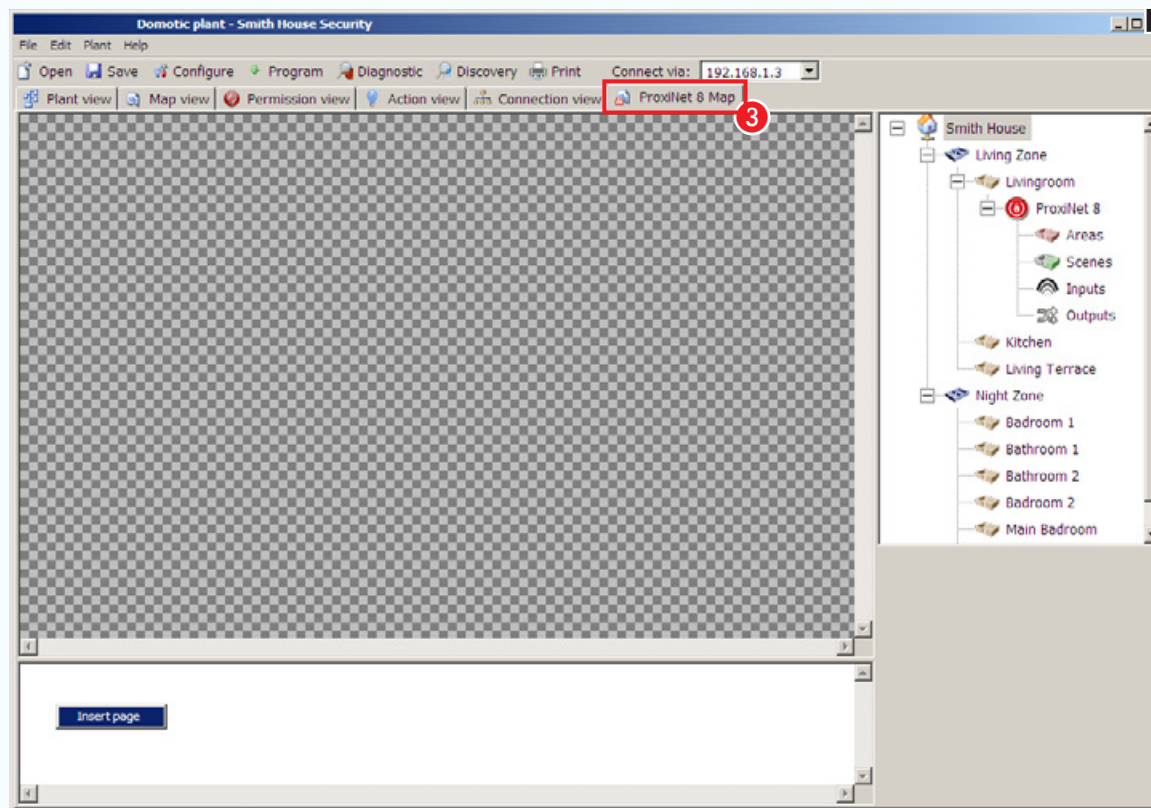 Domotic plant - Smith House Security
File Edit Plant Help
Open Save Configure Program Diagnostic Discovery Print Connect via: 192.168.1.3
Plant view Map view Permission view Action view Connection view ProxiNet 8 Map
3
Smith House
Living Zone
Livingroom
ProxiNet 8
Areas
Scenes
Inputs
Outputs
Kitchen
Living Terrace
Night Zone
Badroom 1
Bathroom 1
Bathroom 2
Badroom 2
Main Badroom
Insert page